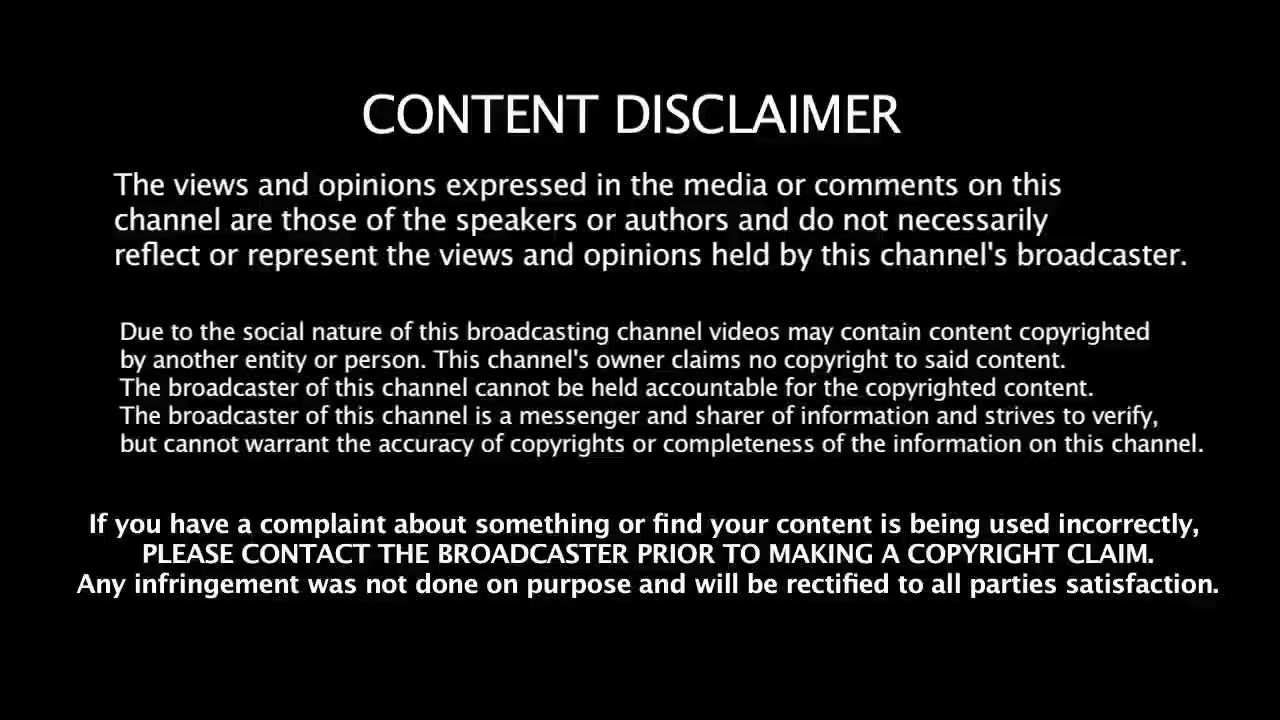 CONTENT DISCLAIMER
The views and opinions expressed in the media or comments on this
channel are those of the speakers or authors and do not necessarily
reflect or represent the views and opinions held by this channel's broadcaster.
Due to the social nature of this broadcasting channel videos may contain content copyrighted
by another entity or person. This channel's owner claims no copyright to said content.
The broadcaster of this channel cannot be held accountable for the copyrighted content.
The broadcaster of this channel is a messenger and sharer of information and strives to verify,
but cannot warrant the accuracy of copyrights or completeness of the information on this channel.
If you have a complaint about something or find your content is being used incorrectly,
PLEASE CONTACT THE BROADCASTER PRIOR TO MAKING A COPYRIGHT CLAIM.
Any infringement was not done on purpose and will be rectified to all parties satisfaction.